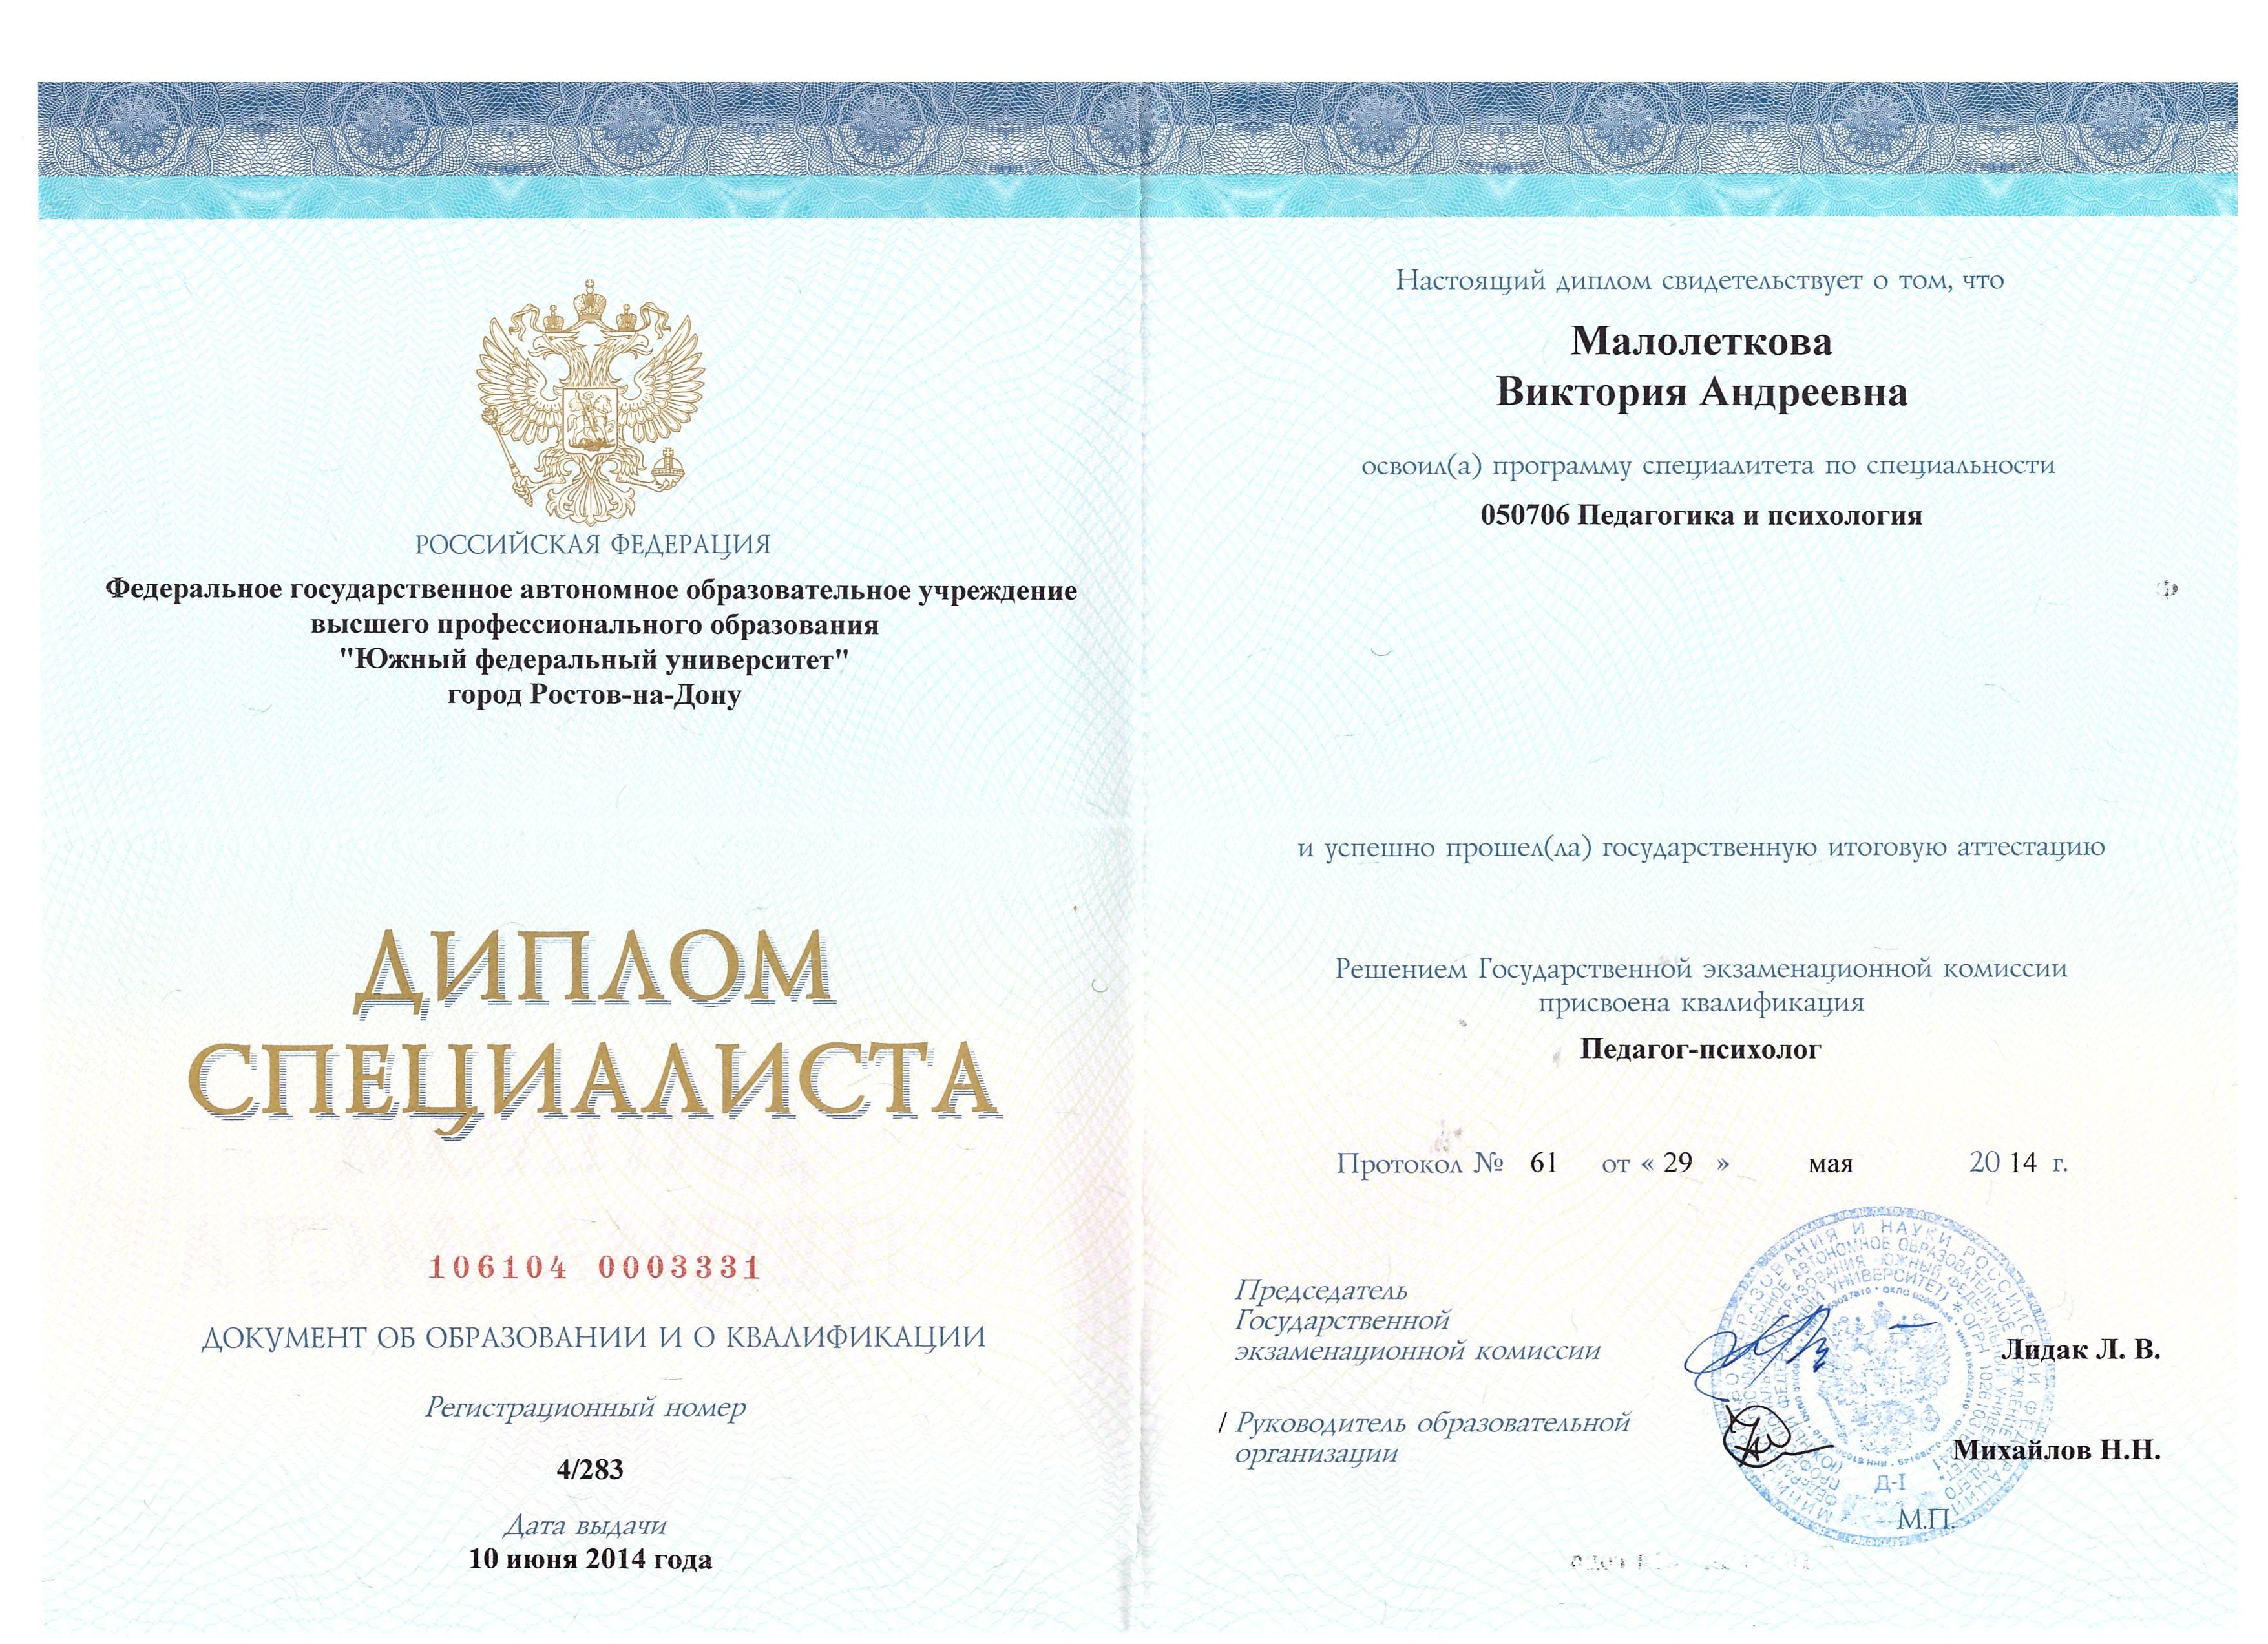 РОССИЙСКАЯ ФЕДЕРАЦИЯ
Федеральное государственное автономное образовательное учреждение
высшего профессионального образования
"Южный федеральный университет"
город Ростов-на-Дону
ДИПЛОМ
СПЕЦИАЛИСТА
106104 0003331
ДОКУМЕНТ ОБ ОБРАЗОВАНИИ И О КВАЛИФИКАЦИИ
Регистрационный номер
4/283
Дата выдачи
10 июня 2014 года
Настоящий диплом свидетельствует о том, что
Малолеткова
Виктория Андреевна
освоил(а) программу специалитета по специальности
050706 Педагогика и психология
и успешно прошел(ла) государственную итоговую аттестацию
Решением Государственной экзаменационной комиссии
присвоена квалификация
Педагог-психолог
Протокол № 61 от « 29 » мая 20 14 г.
Председатель
Государственной
экзаменационной комиссии
Лидак Л. В.
/ Руководитель образовательной
организации
Михайлов Н.Н.
Д-1
М.П.